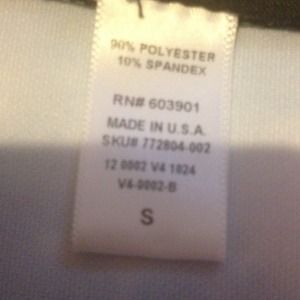 90% POLYESTER
10% SPANDEX
RN# 603901
MADE IN U.S.A.
SKU# 772804-002
12 0002 V4 1024
V4-0002-B
S